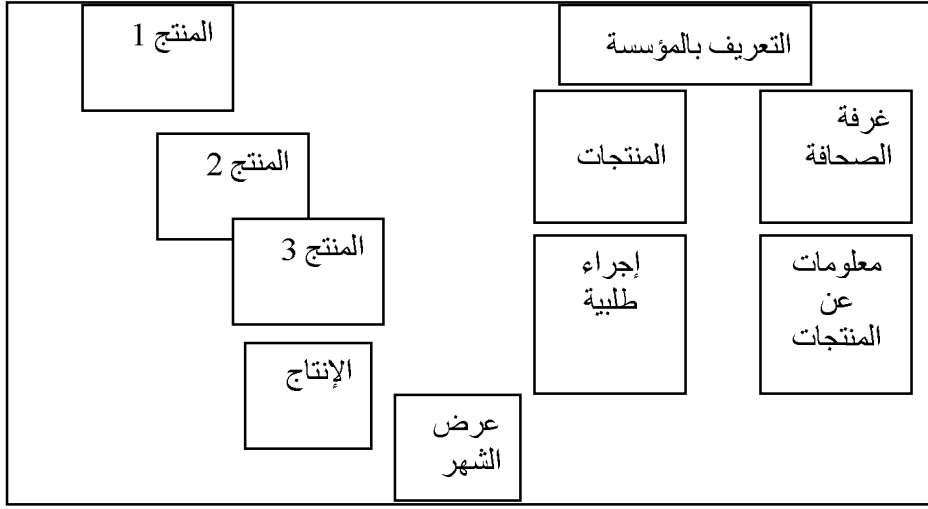 التعريف بالمؤسسة
غرفة
الصحافة
المنتجات
معلومات
عن
المنتجات
إجراء
طلبية
المنتج 1
المنتج 2
المنتج 3
الإنتاج
عرض
الشهر